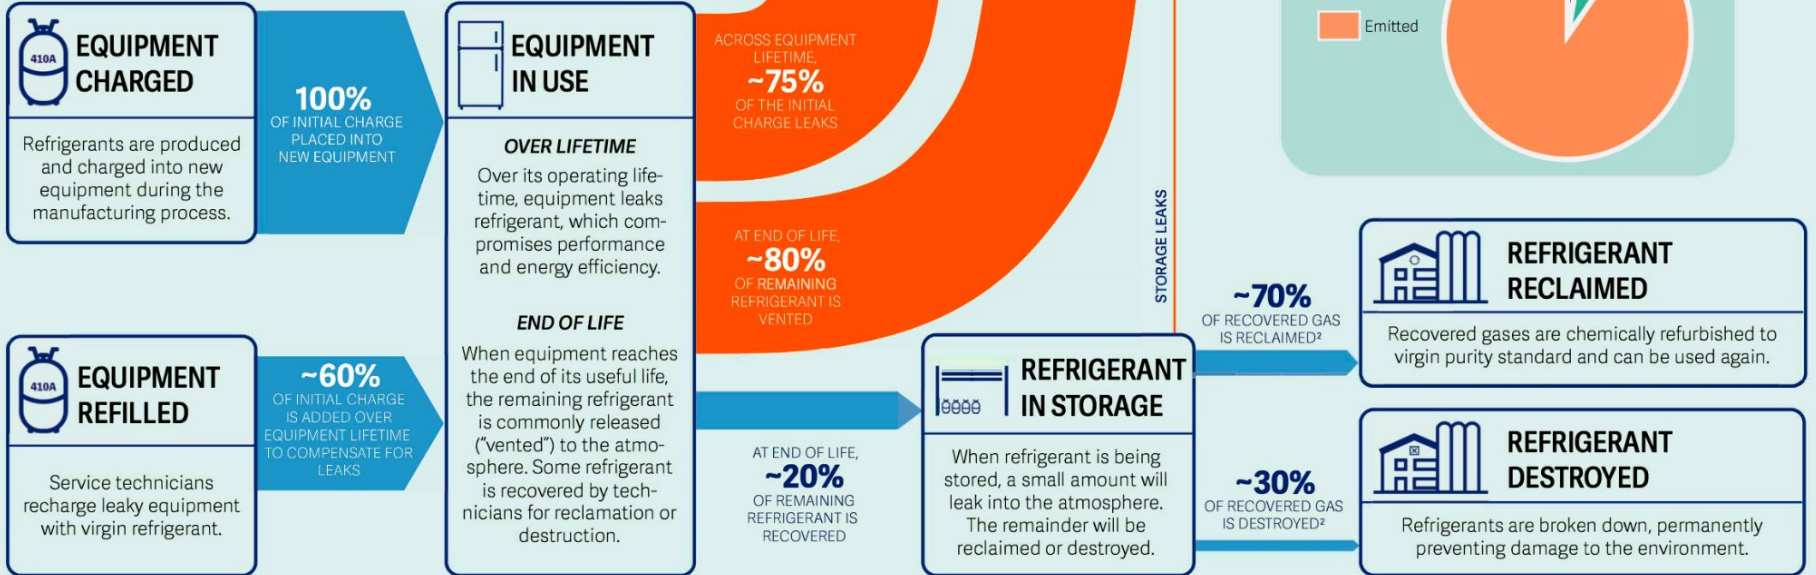 410A
EQUIPMENT
CHARGED
Refrigerants are produced
and charged into new
equipment during the
manufacturing process.
100%
OF INITIAL CHARGE
PLACED INTO
NEW EQUIPMENT
410A
EQUIPMENT
REFILLED
Service technicians
recharge leaky equipment
with virgin refrigerant.
~60%
OF INITIAL CHARGE
IS ADDED OVER
EQUIPMENT LIFETIME
TO COMPENSATE FOR
LEAKS
EQUIPMENT
IN USE
OVER LIFETIME
Over its operating life-
time, equipment leaks
refrigerant, which com-
promises performance
and energy efficiency.
END OF LIFE
When equipment reaches
the end of its useful life,
the remaining refrigerant
is commonly released
(“vented”) to the atmo-
sphere. Some refrigerant
is recovered by tech-
nicians for reclamation or
destruction.
ACROSS EQUIPMENT
LIFETIME,
~75%
OF THE INITIAL
CHARGE LEAKS
AT END OF LIFE,
~80%
OF REMAINING
REFRIGERANT IS
VENTED
AT END OF LIFE,
~20%
OF REMAINING
REFRIGERANT IS
RECOVERED
STORAGE LEAKS
REFRIGERANT
IN STORAGE
When refrigerant is being
stored, a small amount will
leak into the atmosphere.
The remainder will be
reclaimed or destroyed.
Emitted
~70%
OF RECOVERED GAS
IS RECLAIMED²
REFRIGERANT
RECLAIMED
Recovered gases are chemically refurbished to
virgin purity standard and can be used again.
~30%
OF RECOVERED GAS
IS DESTROYED²
REFRIGERANT
DESTROYED
Refrigerants are broken down, permanently
preventing damage to the environment.